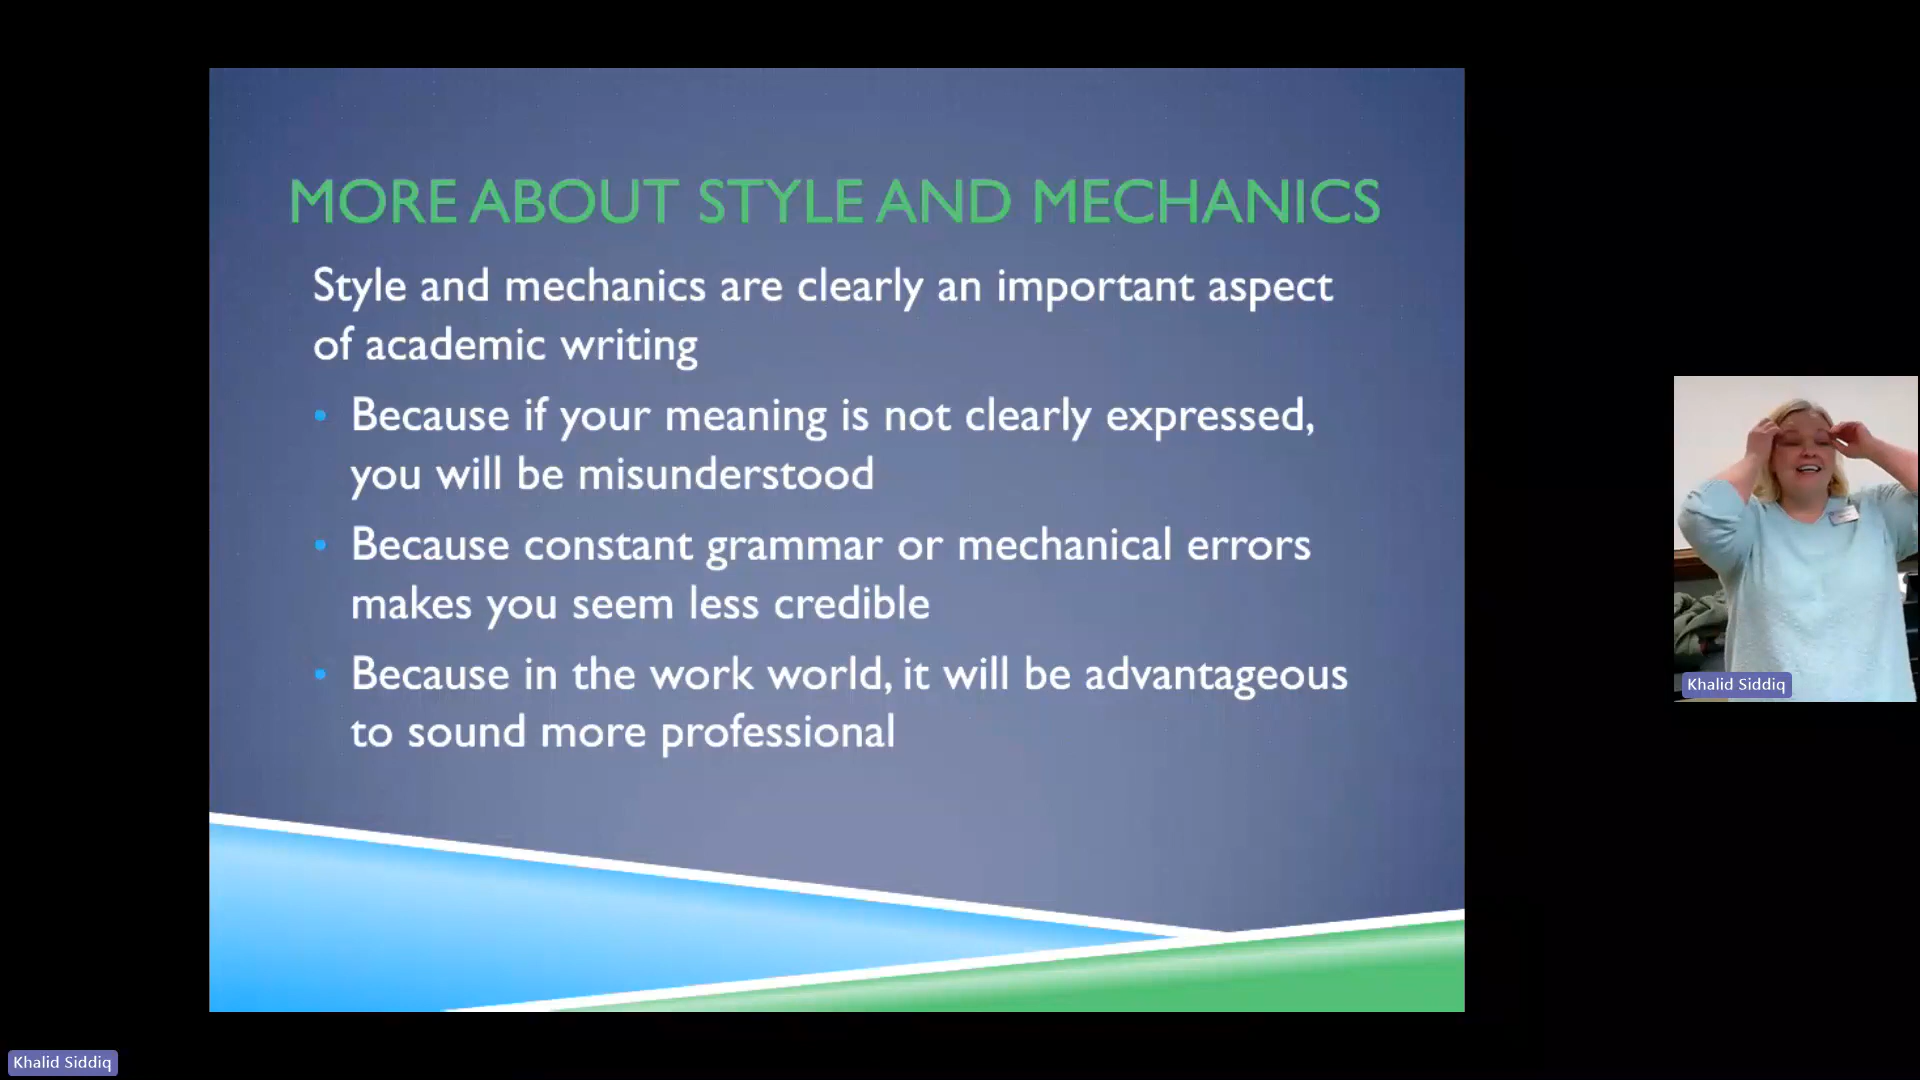 MORE ABOUT STYLE AND MECHANICS
Style and mechanics are clearly an important aspect
of academic writing
• Because if your meaning is not clearly expressed,
you will be misunderstood
• Because constant grammar or mechanical errors
makes you seem less credible
• Because in the work world, it will be advantageous
to sound more professional
Khalid Siddiq
Khalid Siddiq